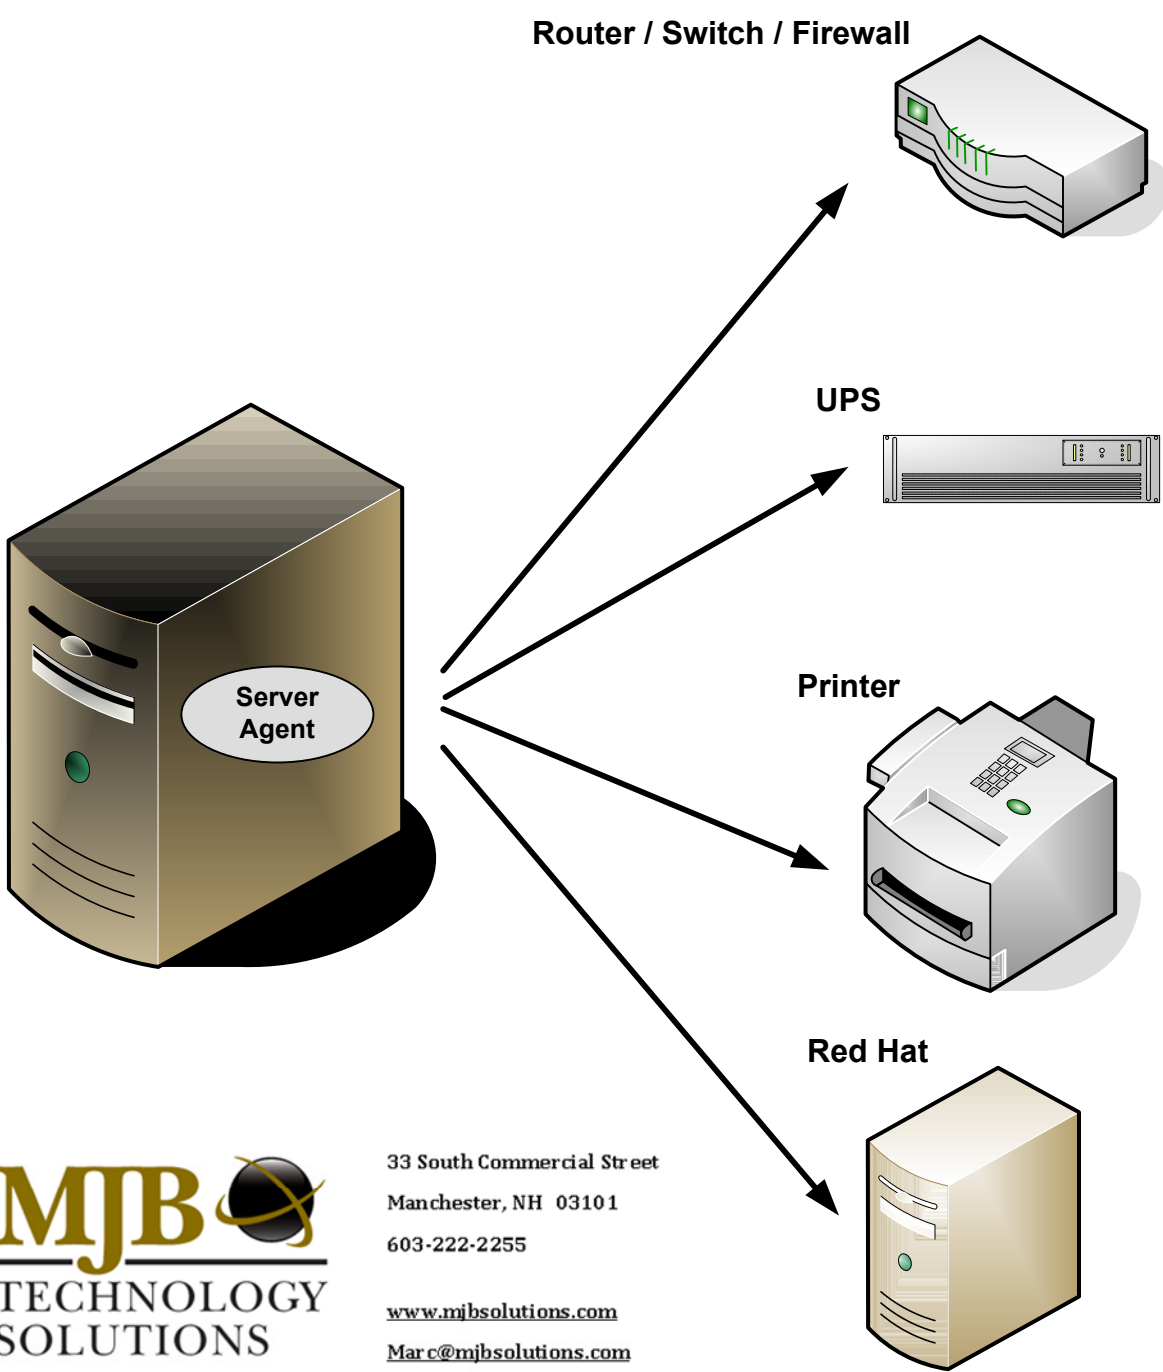 Router / Switch / Firewall
UPS
Server
Agent
Printer
Red Hat
MJB
TECHNOLOGY
SOLUTIONS
33 South Commercial Street
Manchester, NH 03101
603-222-2255
www.mjbsolutions.com
Marc@mjbsolutions.com